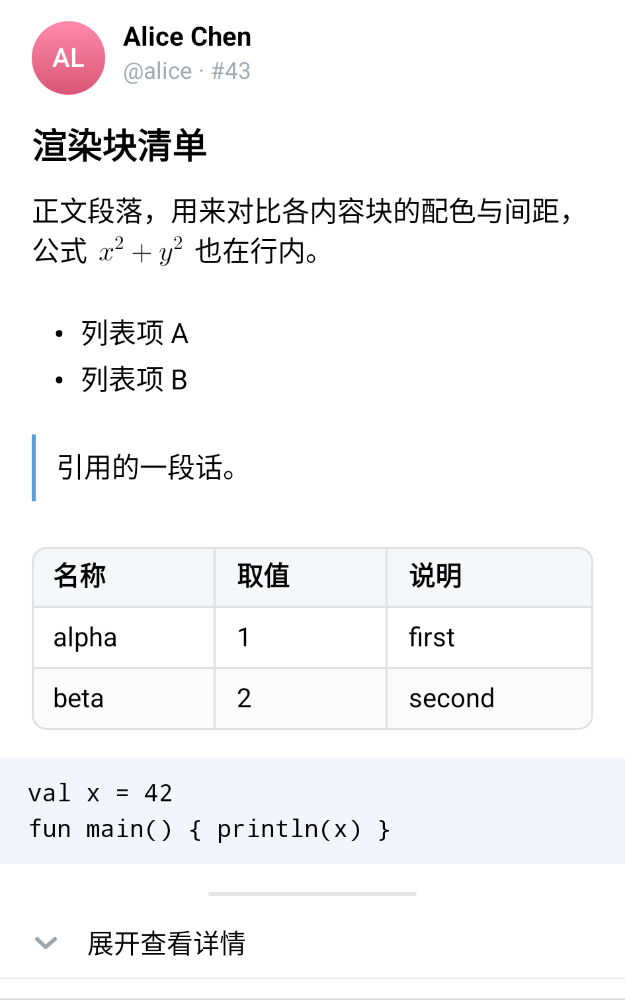 AL
Alice Chen
@alice · #43
渲染块清单
正文段落，用来对比各内容块的配色与间距，
公式 x² + y² 也在行内。
• 列表项 A
• 列表项 B
引用的一段话。
名称 取值 说明
alpha 1 first
beta 2 second
val x = 42
fun main() { println(x) }
展开查看详情